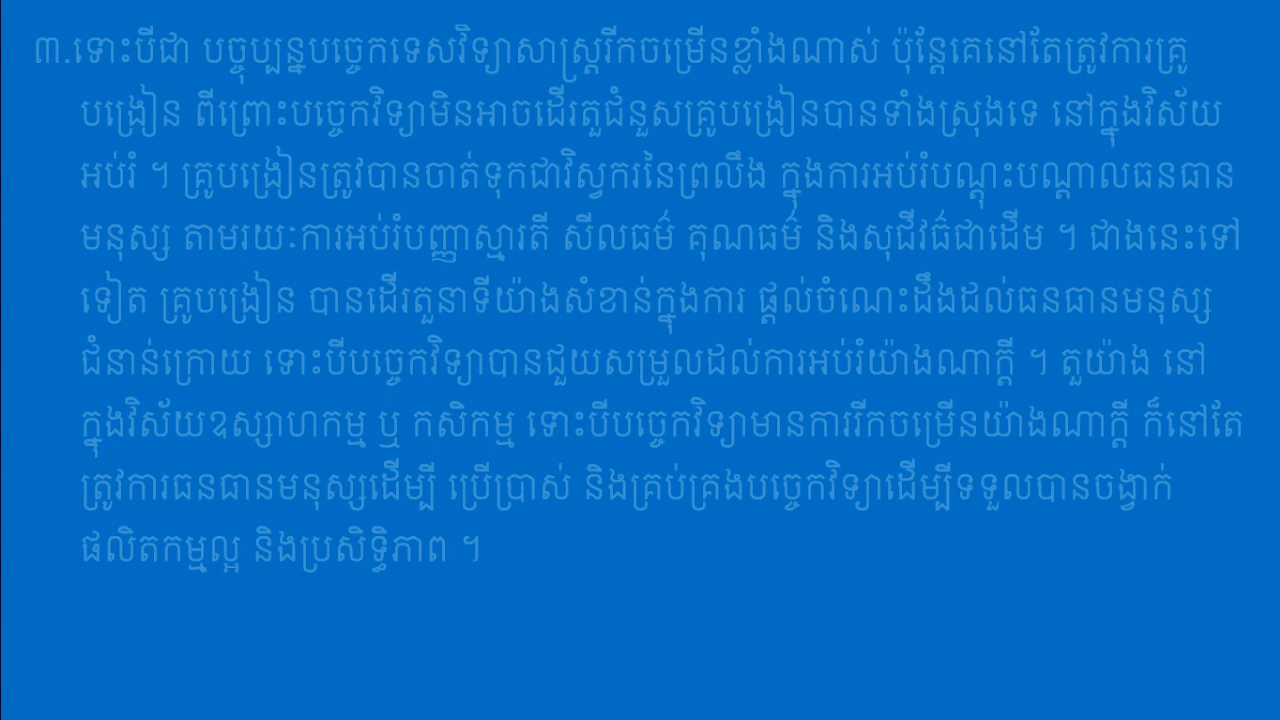 ៣.ទោះបីជា បច្ចុប្បន្នបច្ចេកទេសវិទ្យាសាស្ត្ររីកចម្រើនខ្លាំងណាស់ ប៉ុន្តែគេនៅតែត្រូវការគ្រូ
បង្រៀន ពីព្រោះបច្ចេកវិទ្យាមិនអាចដើរតួជំនួសគ្រូបង្រៀនបានទាំងស្រុងទេ នៅក្នុងវិស័យ
អប់រំ ។ គ្រូបង្រៀនត្រូវបានចាត់ទុកជាវិស្វករនៃព្រលឹង ក្នុងការអប់រំបណ្តុះបណ្តាលធនធាន
មនុស្ស តាមរយៈការអប់រំបញ្ញាស្មារតី សីលធម៌ គុណធម៌ និងសុជីវធ៌ជាដើម ។ ជាងនេះទៅ
ទៀត គ្រូបង្រៀន បានដើរតួនាទីយ៉ាងសំខាន់ក្នុងការ ផ្តល់ចំណេះដឹងដល់ធនធានមនុស្ស
ជំនាន់ក្រោយ ទោះបីបច្ចេកវិទ្យាបានជួយសម្រួលដល់ការអប់រំយ៉ាងណាក្តី ។ តួយ៉ាង នៅ
ក្នុងវិស័យឧស្សាហកម្ម ឬ កសិកម្ម ទោះបីបច្ចេកវិទ្យាមានការរីកចម្រើនយ៉ាងណាក្តី ក៏នៅតែ
ត្រូវការធនធានមនុស្សដើម្បី ប្រើប្រាស់ និងគ្រប់គ្រងបច្ចេកវិទ្យាដើម្បីទទួលបានចង្វាក់
ផលិតកម្មល្អ និងប្រសិទ្ធិភាព ។